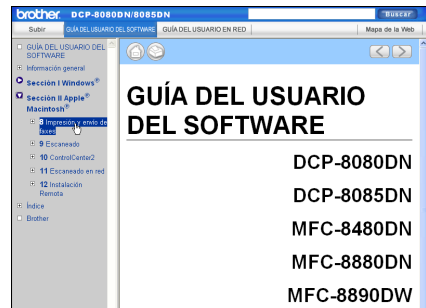 brother. DCP-8080DN/8085DN
Buscar
Subir
GUÍA DEL USUARIO DEL SOFTWARE
GUÍA DEL USUARIO EN RED
Mapa de la Web
GUÍA DEL USUARIO DEL SOFTWARE
Información general
Sección I Windows®
Sección II Apple®
Macintosh®
8 Impresión y envío de
faxes
9 Escaneado
10 ControlCenter2
11 Escaneado en red
12 Instalación
Remota
Índice
Brother
GUÍA DEL USUARIO
DEL SOFTWARE
DCP-8080DN
DCP-8085DN
MFC-8480DN
MFC-8880DN
MFC-8890DW